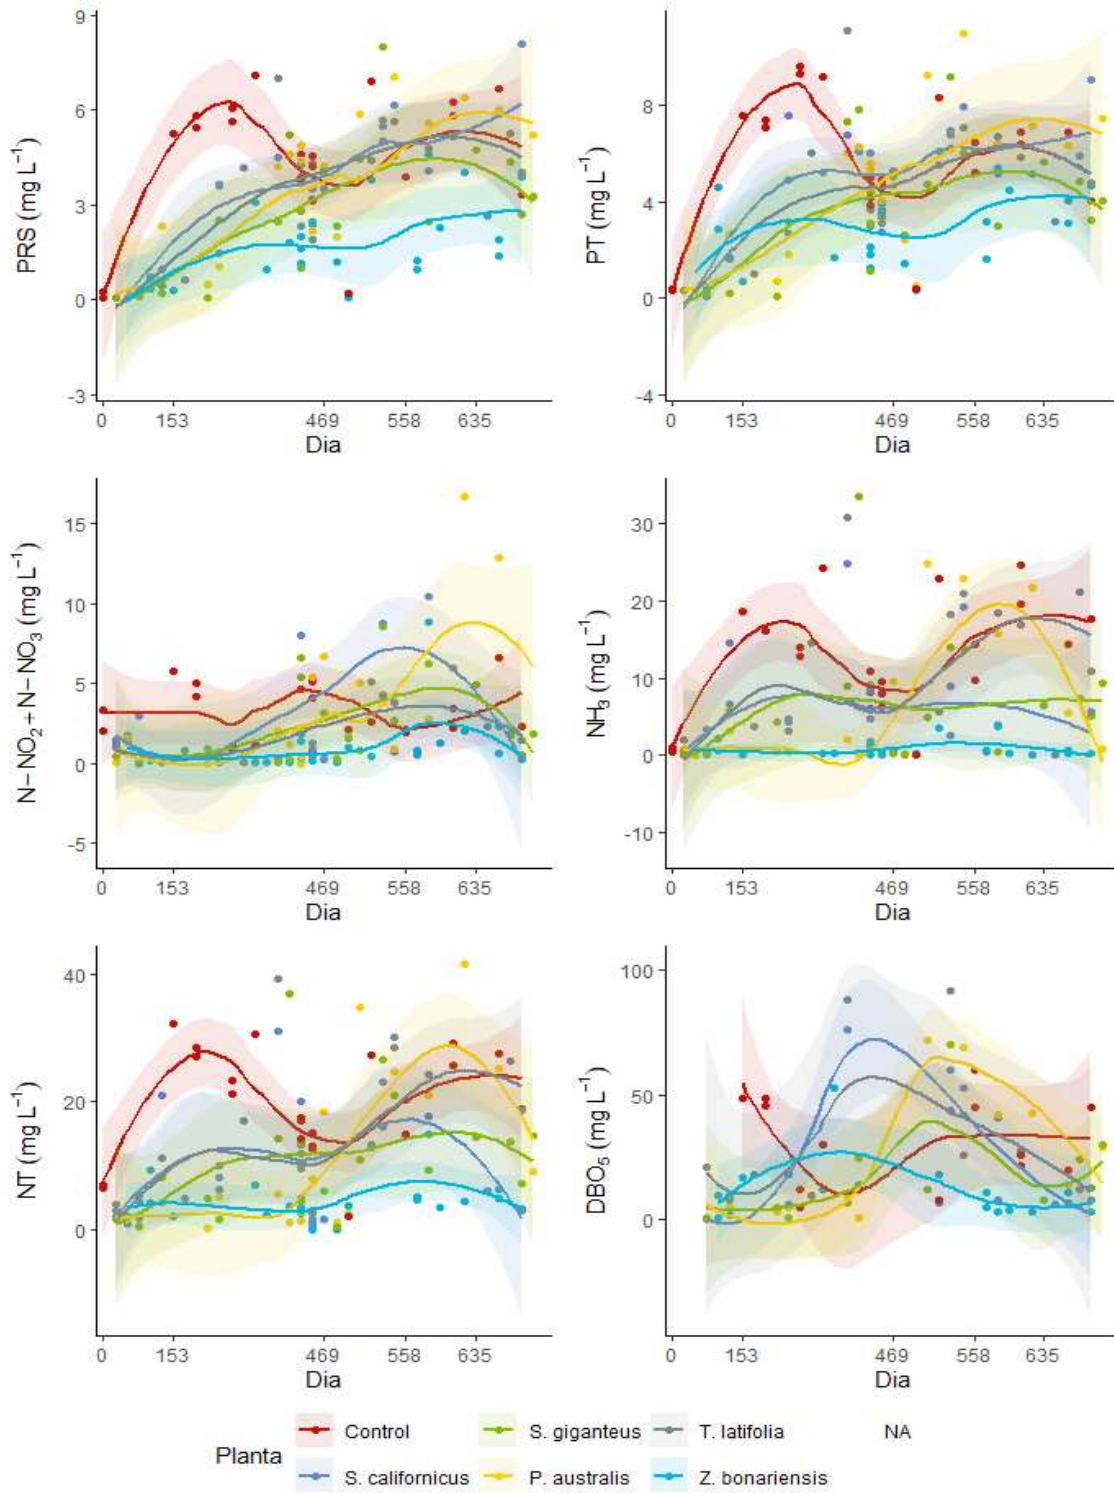 9
6
3
0
-3
PRS (mg L⁻¹)
0 153 469 558 635
Dia
8
4
0
-4
PT (mg L⁻¹)
0 153 469 558 635
Dia
15
10
5
0
-5
N−NO₂+N−NO₃ (mg L⁻¹)
0 153 469 558 635
Dia
30
20
10
0
-10
NH₃ (mg L⁻¹)
0 153 469 558 635
Dia
40
20
0
NT (mg L⁻¹)
0 153 469 558 635
Dia
100
50
0
DBO₅ (mg L⁻¹)
0 153 469 558 635
Dia
Planta
Control S. giganteus T. latifolia NA
S. californicus P. australis Z. bonariensis